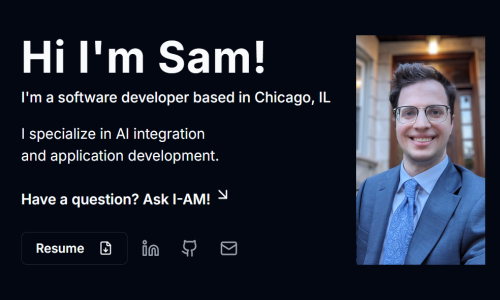 Hi I'm Sam!
I'm a software developer based in Chicago, IL
I specialize in AI integration
and application development.
Have a question? Ask I-AM!
Resume